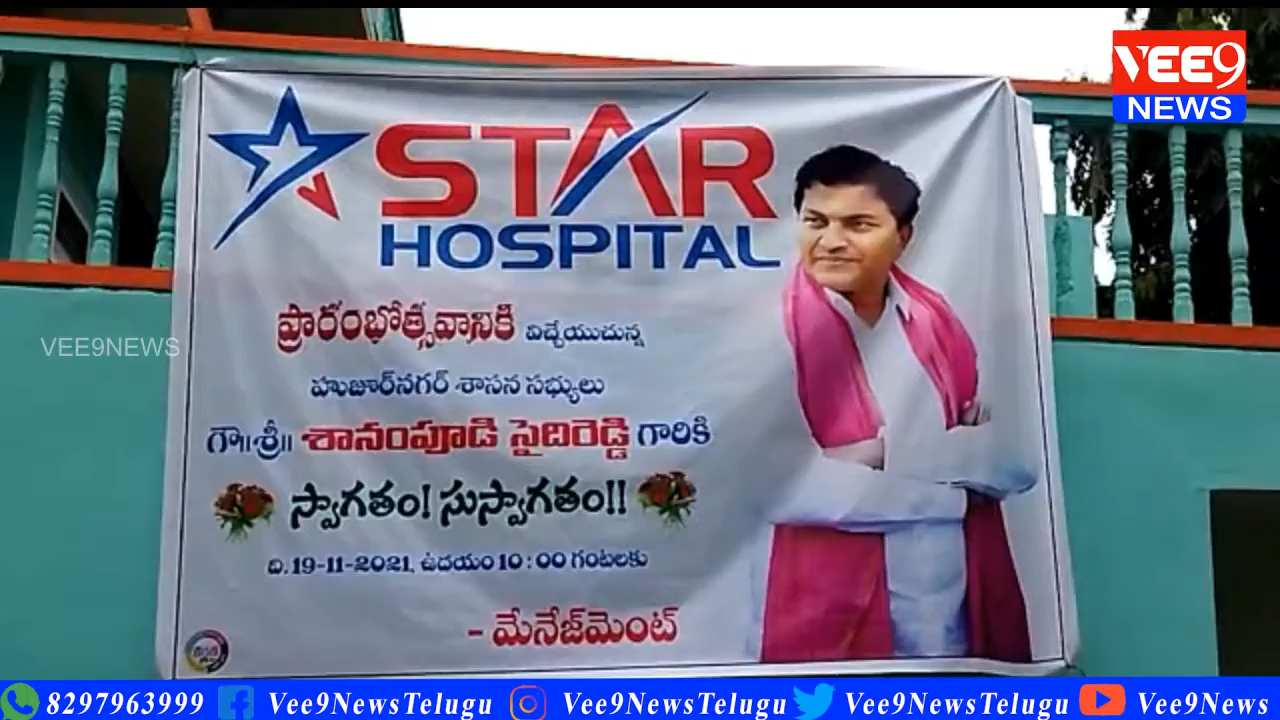 VEE9
NEWS
STAR
HOSPITAL
ప్రారంభోత్సవానికి విచ్చేయుచున్న
హుజూర్‌నగర్ శాసన సభ్యులు
గౌ॥శ్రీ॥ శానంపూడి సైదిరెడ్డి గారికి
స్వాగతం! సుస్వాగతం!!
ది. 19-11-2021, ఉదయం 10:00 గంటలకు
- మేనేజ్‌మెంట్
VEE9NEWS
8297963999 Vee9NewsTelugu Vee9NewsTelugu Vee9NewsTelugu Vee9News